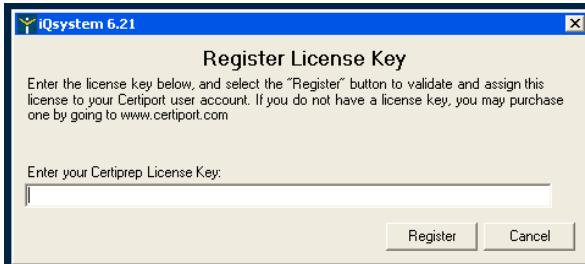 iQsystem 6.21
Register License Key
Enter the license key below, and select the "Register" button to validate and assign this
license to your Certiport user account. If you do not have a license key, you may purchase
one by going to www.certiport.com
Enter your Certiprep License Key:
Register Cancel